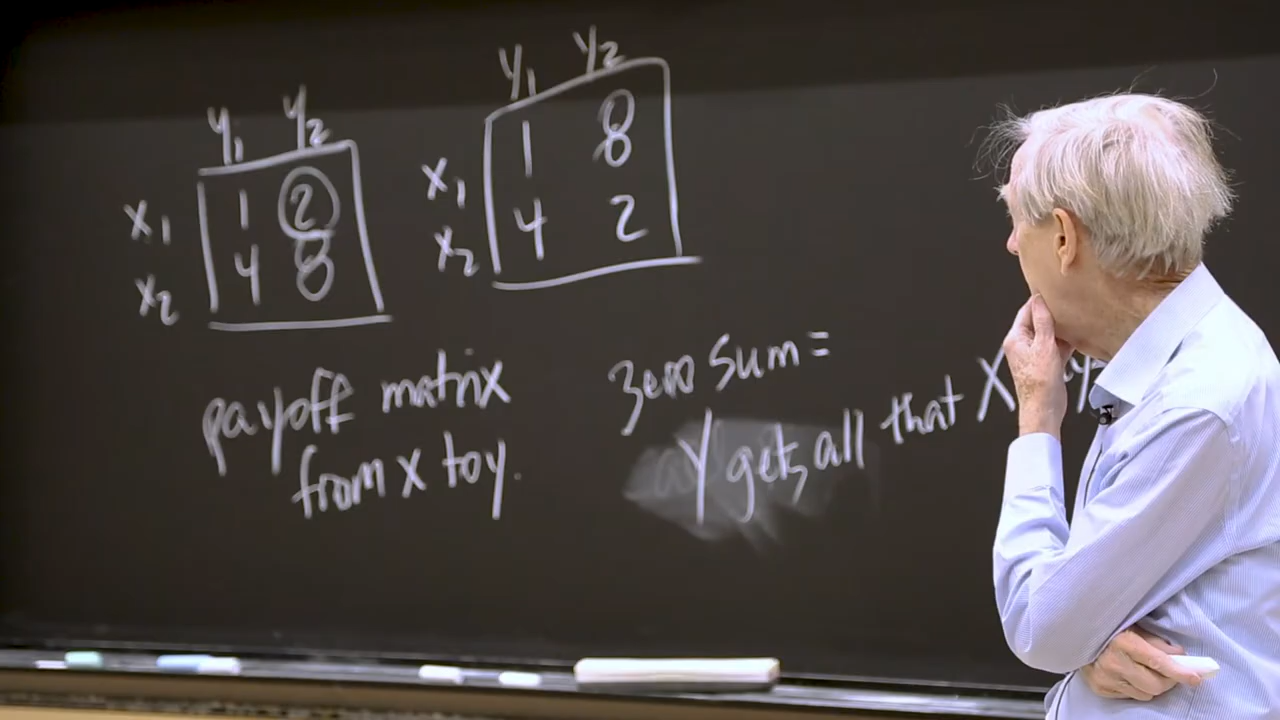 y₁ y₂
x₁ 1 2
x₂ 4 8
y₁ y₂
x₁ 1 8
x₂ 4 2
payoff matrix
from x to y.
zero sum =
Y gets all that X